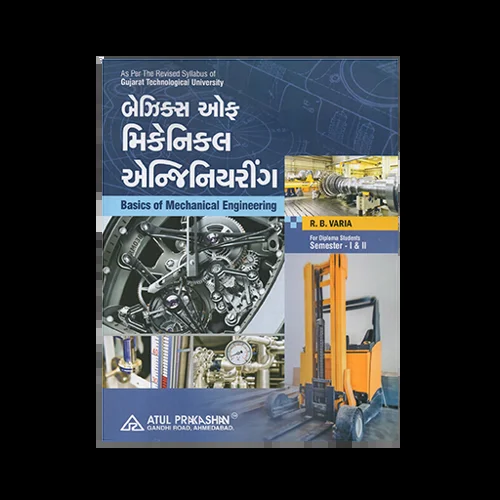 As Per The Revised Syllabus of
Gujarat Technological University
બેઝિક્સ ઓફ
મિકેનિકલ
એન્જિનિયરીંગ
Basics of Mechanical Engineering
R. B. VARIA
For Diploma Students
Semester - I & II
ATUL PRAKASHAN
GANDHI ROAD, AHMEDABAD.